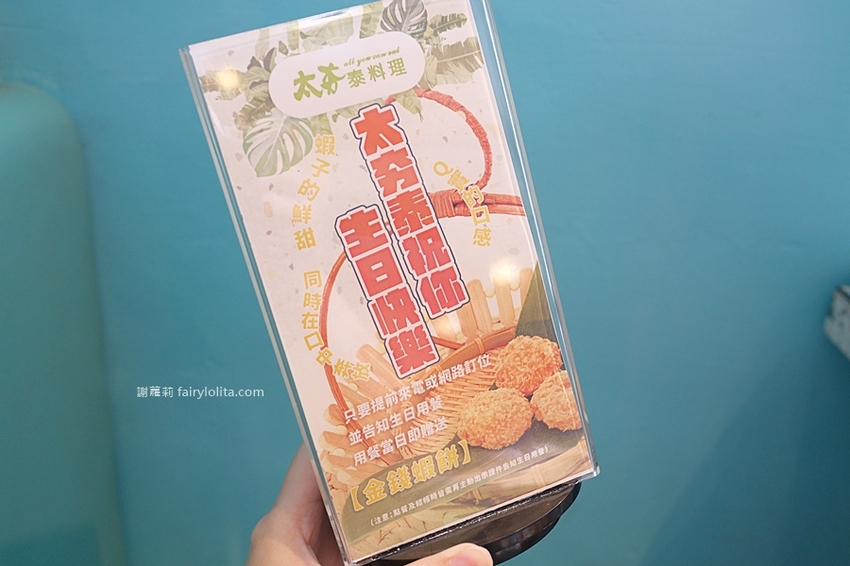 all you can eat
太夯泰料理
太夯泰祝你
生日快樂
蝦子的鮮甜 同時在口中綻放
Q彈的口感
只要提前來電或網路訂位
並告知生日用餐
用餐當日即贈送
【金錢蝦餅】
謝蘿莉 fairylolita.com